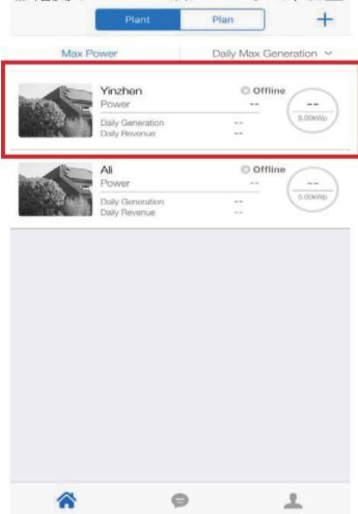 Plant Plan +
Max Power Daily Max Generation
Yinzhen Offline
Power -- --
5.00kWp
Daily Generation --
Daily Revenue --
Ali Offline
Power -- --
5.00kWp
Daily Generation --
Daily Revenue --